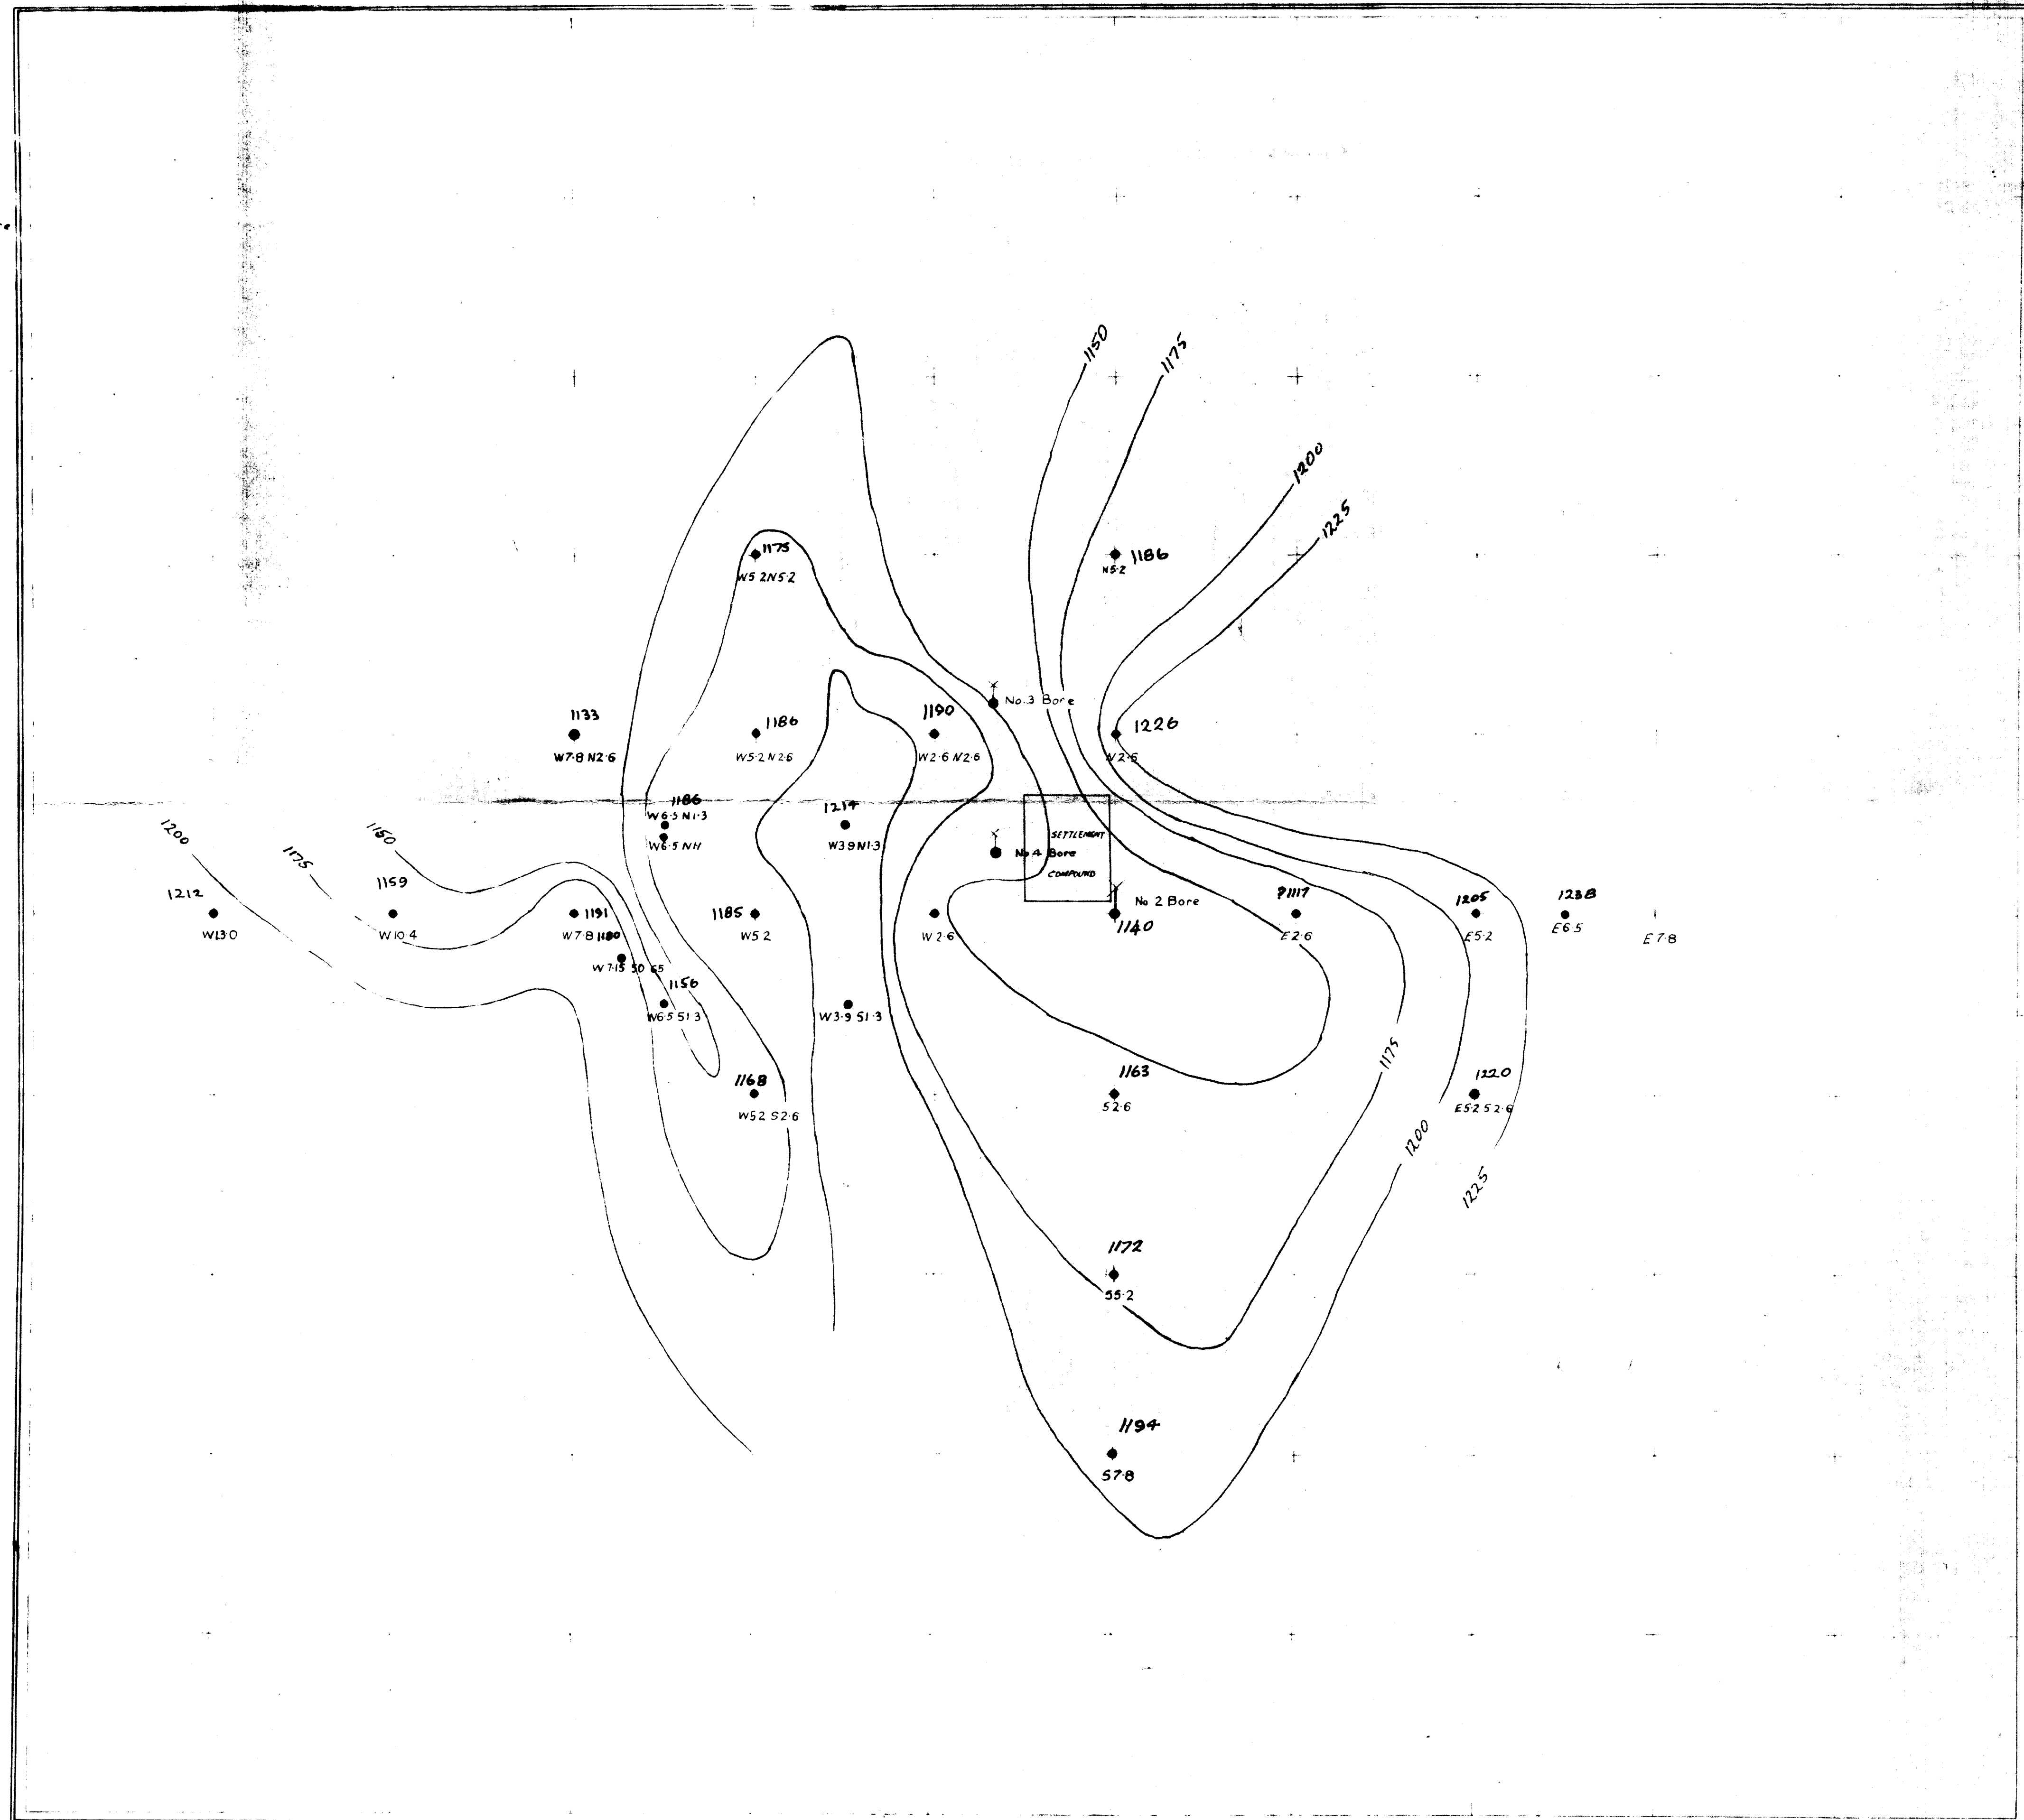 1150
1175
1200
1225
1175
W5·2N5·2
1186
N5·2
No.3 Bore
1133
W7·8 N2·6
1186
W5·2 N2·6
1190
W2·6 N2·6
1226
N2·6
1186
W6·5 N1·3
W6·5 NH
1214
W3·9N1·3
SETTLEMENT
No 4 Bore
COMPOUND
1200
1175
1150
1212
W13·0
1159
W10·4
1191
W7·8
1180
W7·15 S0 65
1185
W5·2
W2·6
No 2 Bore
1140
?1117
E2·6
1205
E5·2
1238
E6·5
E7·8
1156
W6·5 S1·3
W3·9 S1·3
1168
W5·2 S2·6
1163
S2·6
1175
1220
E5·2 S2·6
1200
1225
1172
S5·2
1194
S7·8